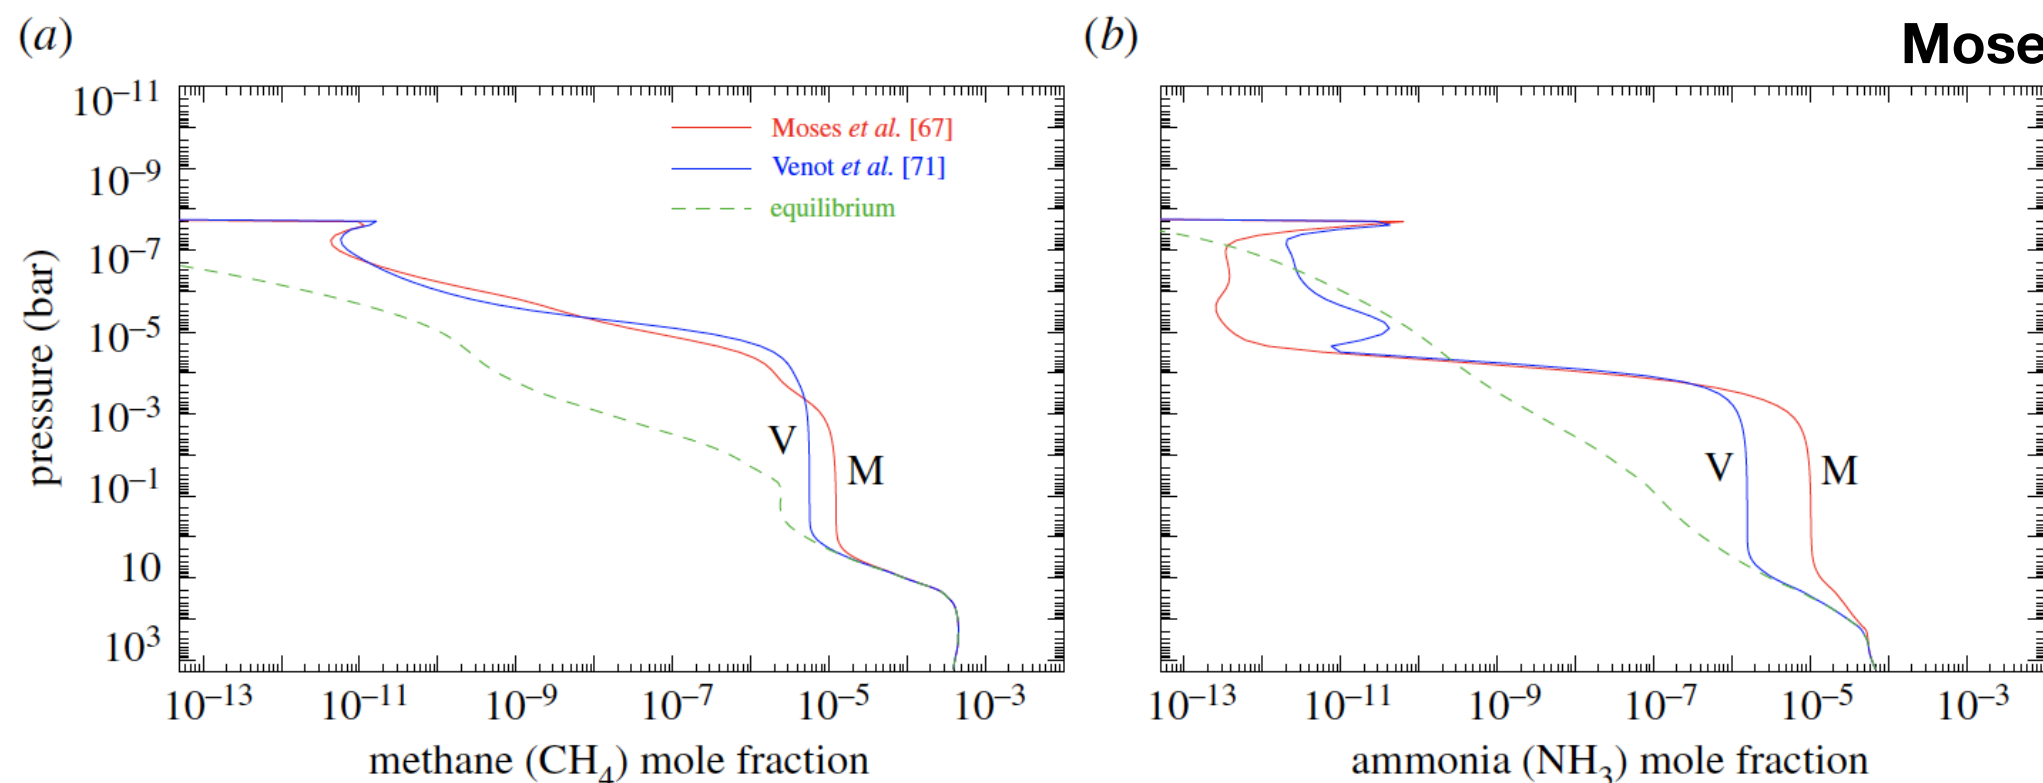 (a)
(b)
Mose
10⁻¹¹
10⁻⁹
10⁻⁷
10⁻⁵
10⁻³
10⁻¹
10
10³
pressure (bar)
Moses et al. [67]
Venot et al. [71]
equilibrium
V
M
10⁻¹³ 10⁻¹¹ 10⁻⁹ 10⁻⁷ 10⁻⁵ 10⁻³
methane (CH₄) mole fraction
V
M
10⁻¹³ 10⁻¹¹ 10⁻⁹ 10⁻⁷ 10⁻⁵ 10⁻³
ammonia (NH₃) mole fraction